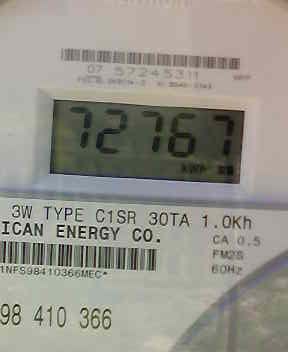 07 57245311
72767
3W TYPE C1SR 30TA 1.0Kh
ICAN ENERGY CO.
CA 0.5
FM2S
60Hz
1NFS98410366MEC*
98 410 366